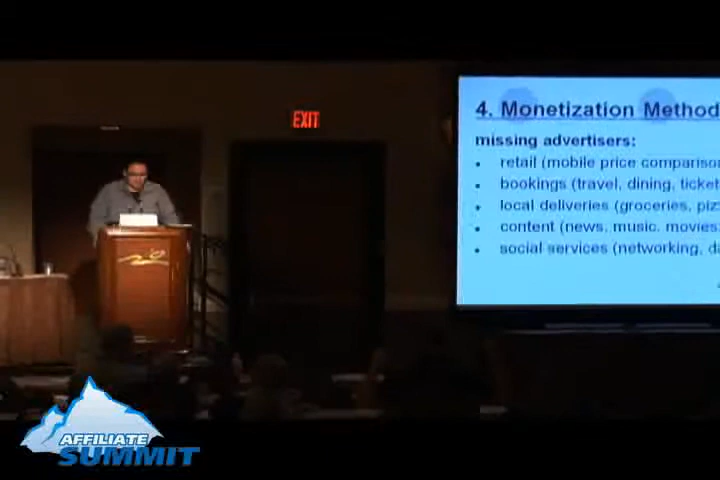 EXIT
4. Monetization Method
missing advertisers:
retail (mobile price compariso
bookings (travel, dining, ticket
local deliveries (groceries, piz
content (news, music, movies
social services (networking, da
AFFILIATE
SUMMIT